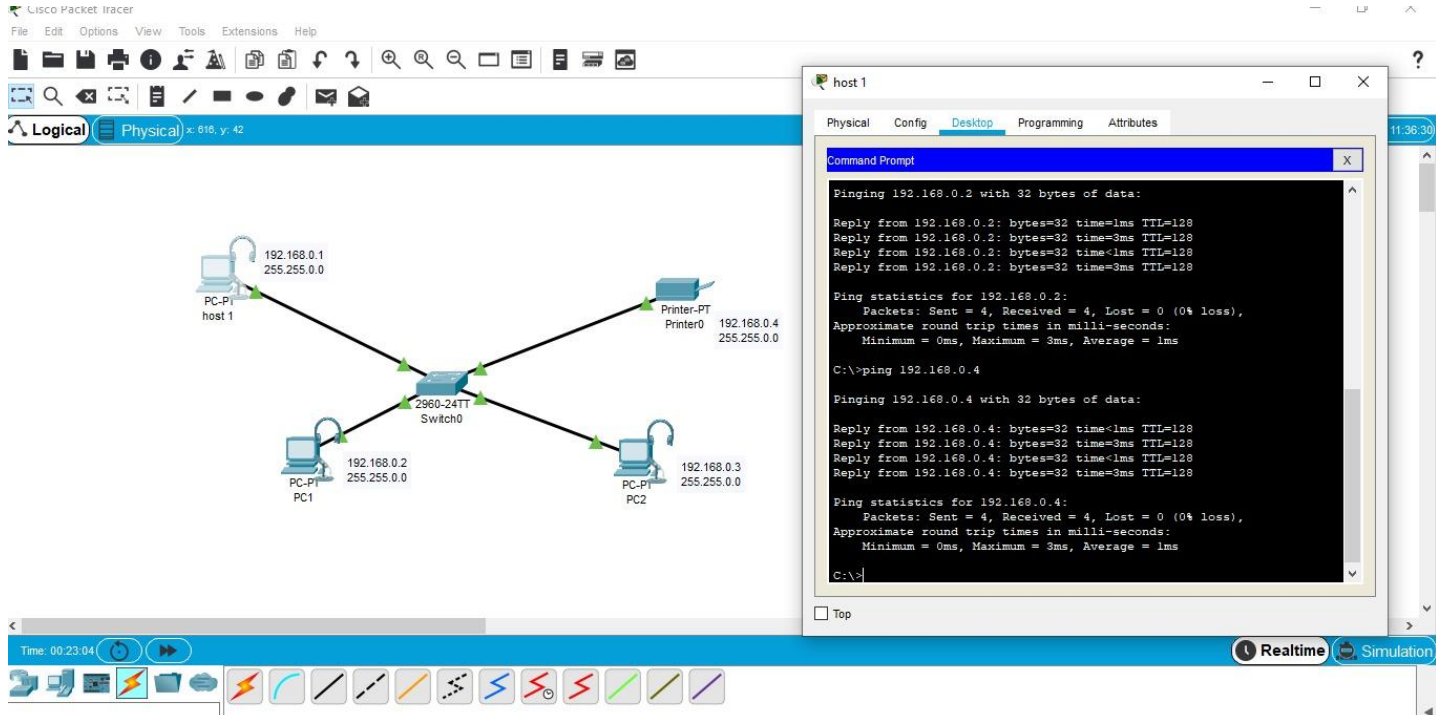 Cisco Packet Tracer
File Edit Options View Tools Extensions Help
?
Logical Physical x: 616, y: 42
11:36:30
192.168.0.1
255.255.0.0
PC-PT
host 1
Printer-PT
Printer0
192.168.0.4
255.255.0.0
2960-24TT
Switch0
192.168.0.2
255.255.0.0
PC-PT
PC1
192.168.0.3
255.255.0.0
PC-PT
PC2
host 1
Physical Config Desktop Programming Attributes
Command Prompt X
Pinging 192.168.0.2 with 32 bytes of data:
Reply from 192.168.0.2: bytes=32 time=1ms TTL=128
Reply from 192.168.0.2: bytes=32 time=3ms TTL=128
Reply from 192.168.0.2: bytes=32 time<1ms TTL=128
Reply from 192.168.0.2: bytes=32 time=3ms TTL=128
Ping statistics for 192.168.0.2:
Packets: Sent = 4, Received = 4, Lost = 0 (0% loss),
Approximate round trip times in milli-seconds:
Minimum = 0ms, Maximum = 3ms, Average = 1ms
C:\>ping 192.168.0.4
Pinging 192.168.0.4 with 32 bytes of data:
Reply from 192.168.0.4: bytes=32 time<1ms TTL=128
Reply from 192.168.0.4: bytes=32 time=3ms TTL=128
Reply from 192.168.0.4: bytes=32 time<1ms TTL=128
Reply from 192.168.0.4: bytes=32 time=3ms TTL=128
Ping statistics for 192.168.0.4:
Packets: Sent = 4, Received = 4, Lost = 0 (0% loss),
Approximate round trip times in milli-seconds:
Minimum = 0ms, Maximum = 3ms, Average = 1ms
C:\>
Top
Time: 00:23:04
Realtime Simulation